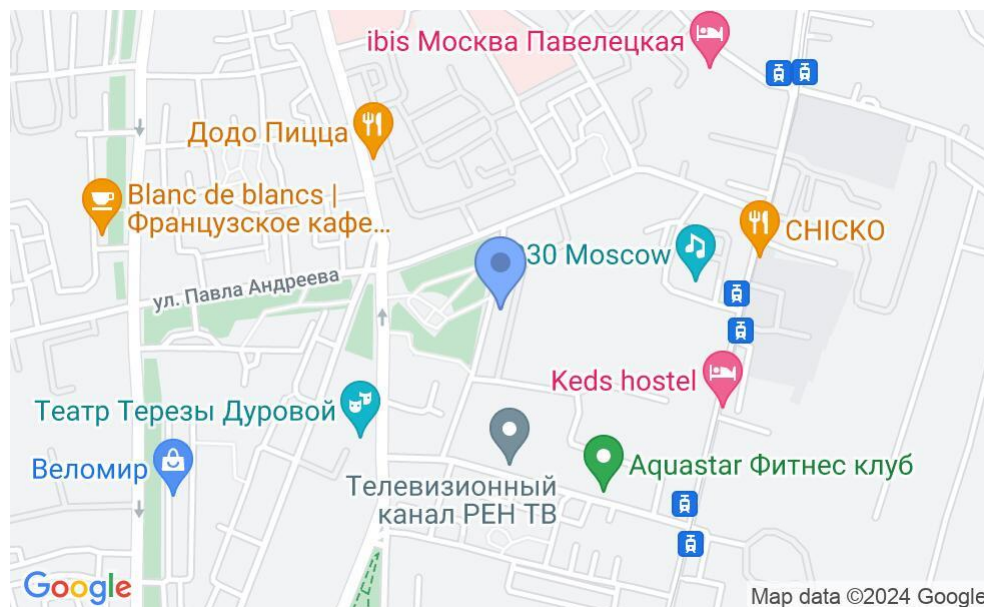 ibis Москва Павелецкая
Додо Пицца
Blanc de blancs |
Французское кафе...
30 Moscow
CHICKO
ул. Павла Андреева
Keds hostel
Театр Терезы Дуровой
Веломир
Телевизионный
канал РЕН ТВ
Aquastar Фитнес клуб
Google
Map data ©2024 Google